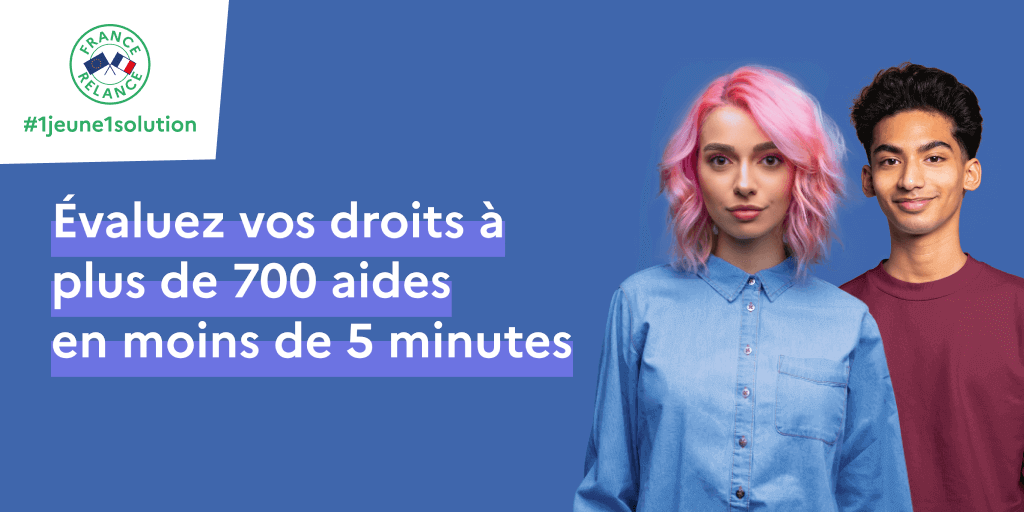 FRANCE
RELANCE
#1jeune1solution
Évaluez vos droits à
plus de 700 aides
en moins de 5 minutes